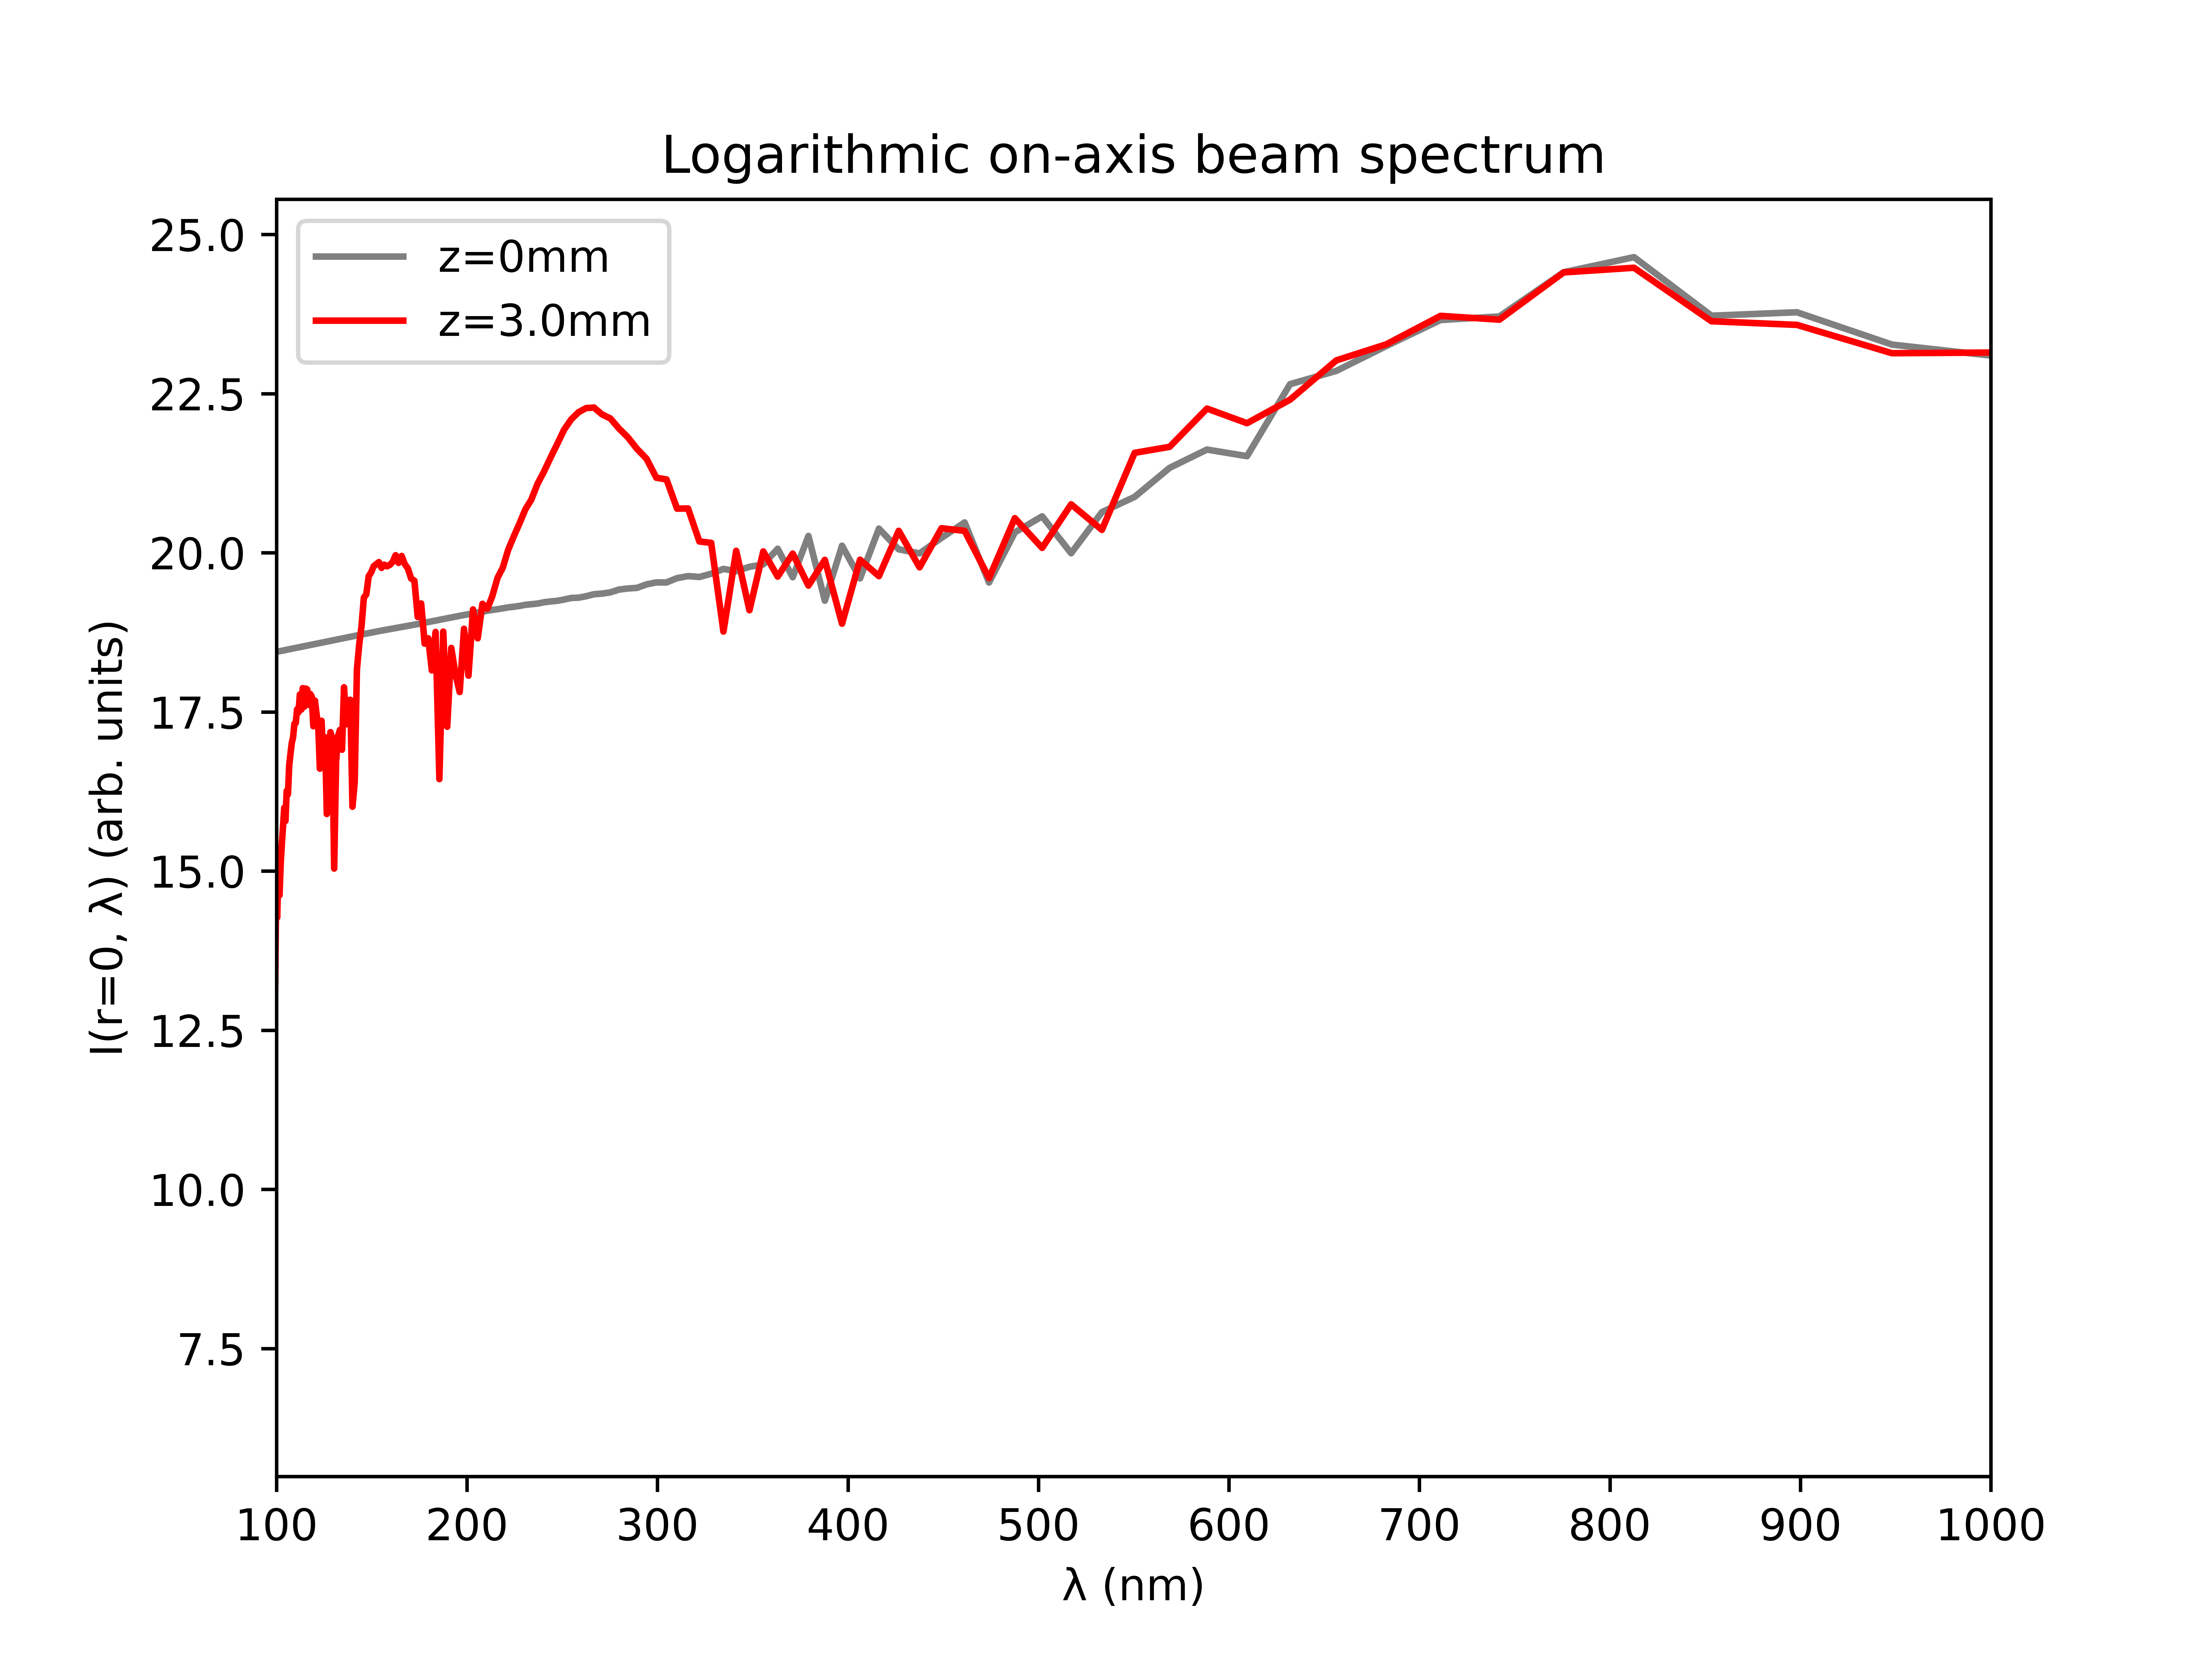 Logarithmic on-axis beam spectrum
z=0mm
z=3.0mm
I(r=0, λ) (arb. units)
25.0
22.5
20.0
17.5
15.0
12.5
10.0
7.5
100 200 300 400 500 600 700 800 900 1000
λ (nm)